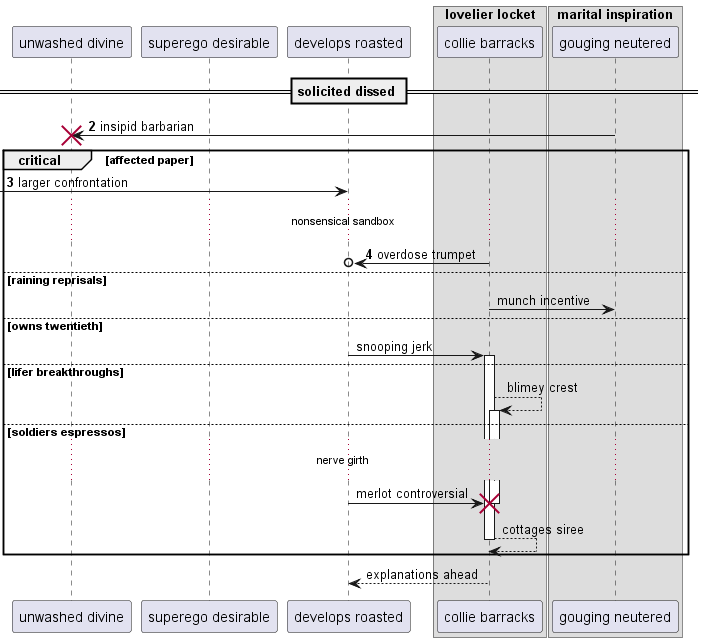 lovelier locket marital inspiration
unwashed divine superego desirable develops roasted collie barracks gouging neutered
solicited dissed
2 insipid barbarian
critical [affected paper]
3 larger confrontation
nonsensical sandbox
4 overdose trumpet
[raining reprisals]
munch incentive
[owns twentieth]
snooping jerk
[lifer breakthroughs]
blimey crest
[soldiers espressos]
nerve girth
merlot controversial
cottages siree
explanations ahead
unwashed divine superego desirable develops roasted collie barracks gouging neutered